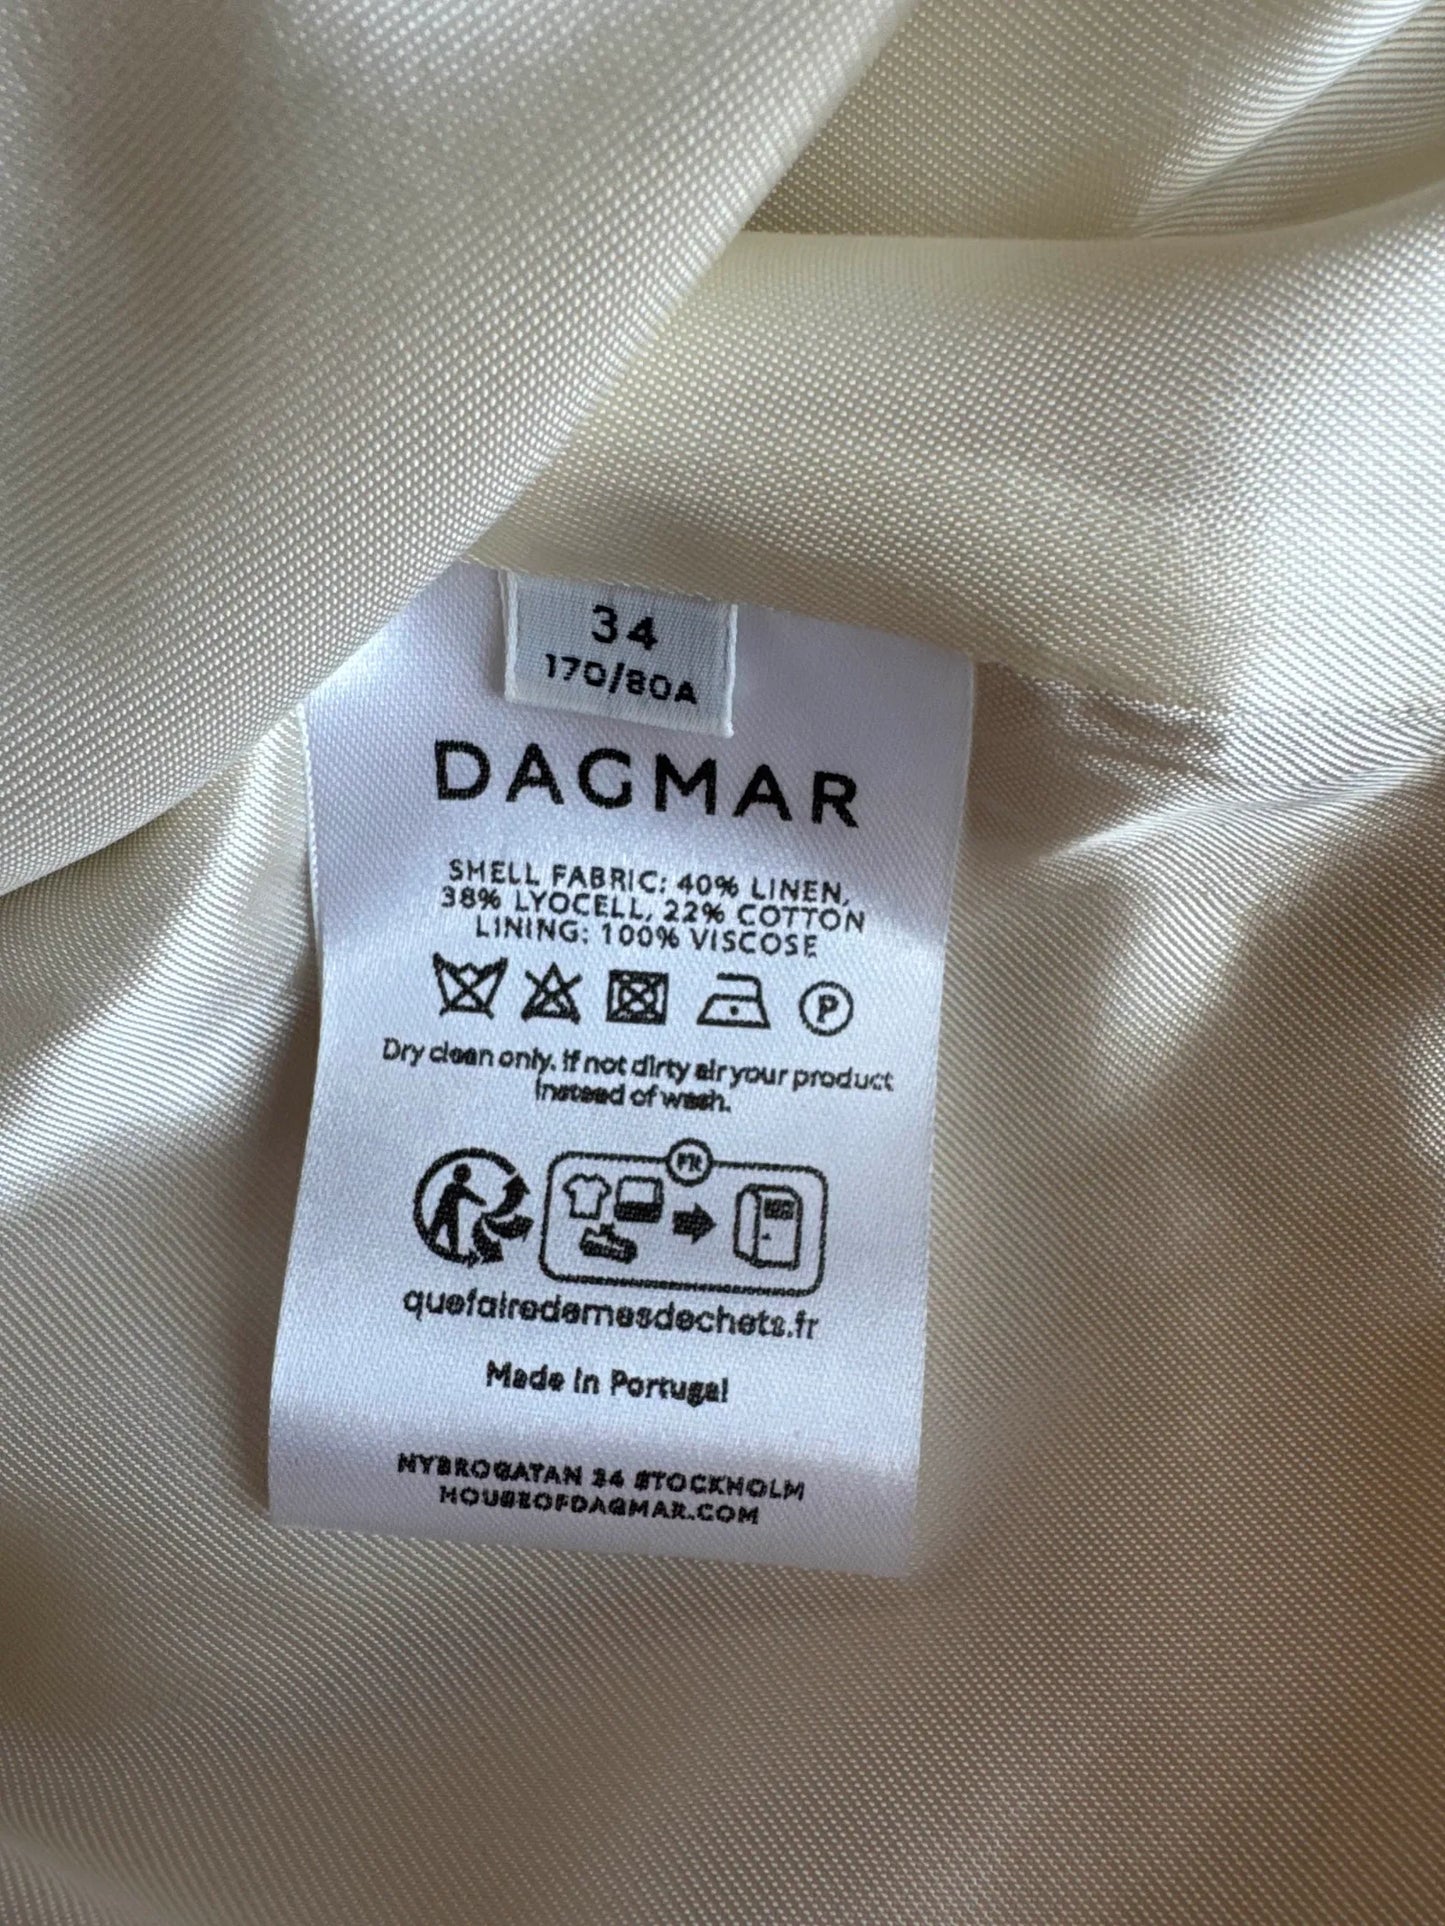 34
170/80A
DAGMAR
SHELL FABRIC: 40% LINEN,
38% LYOCELL, 22% COTTON
LINING: 100% VISCOSE
P
Dry clean only. If not dirty air your product
instead of wash.
FR
quefairedemesdechets.fr
Made in Portugal
NYBROGATAN 34 STOCKHOLM
HOUSEOFDAGMAR.COM